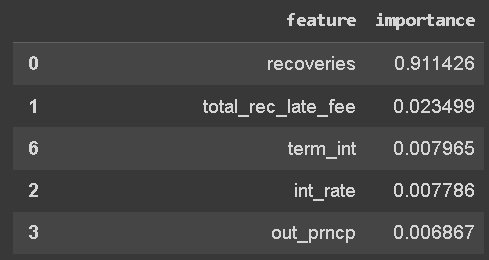 feature importance
0 recoveries 0.911426
1 total_rec_late_fee 0.023499
6 term_int 0.007965
2 int_rate 0.007786
3 out_prncp 0.006867